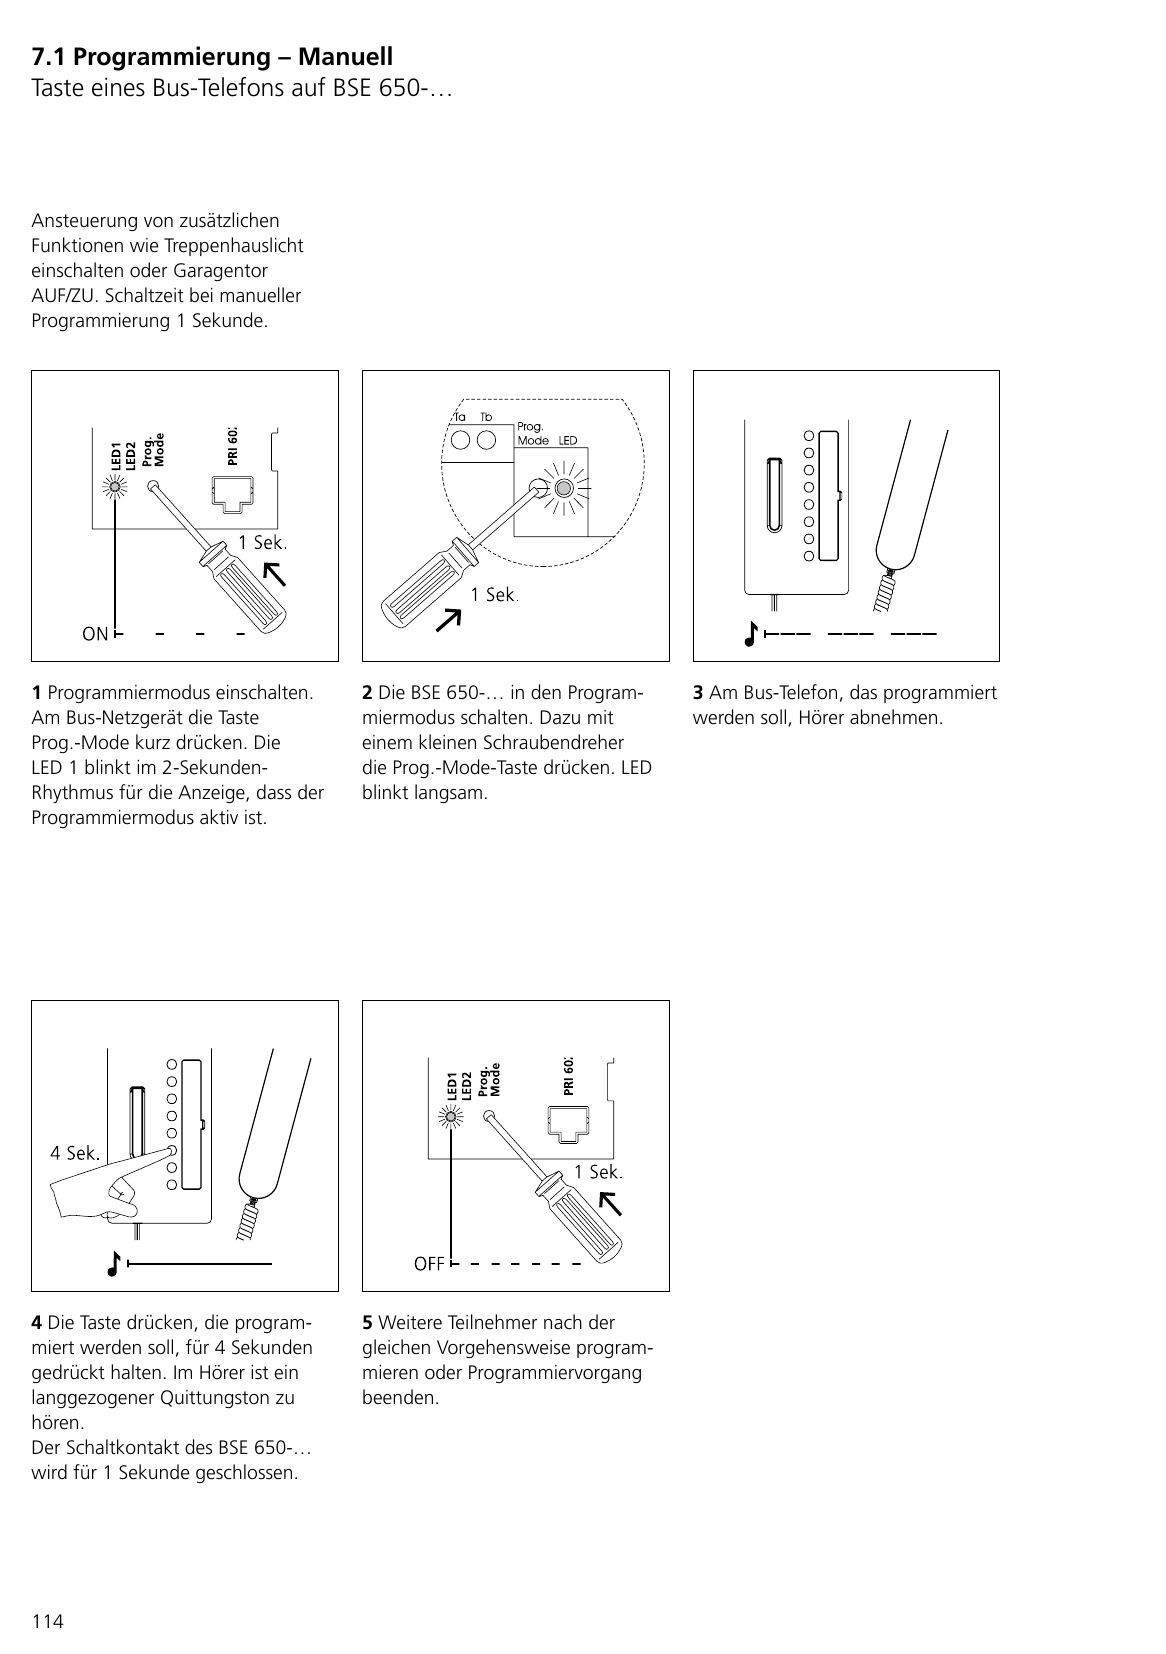 7.1 Programmierung – Manuell
Taste eines Bus-Telefons auf BSE 650-…
Ansteuerung von zusätzlichen
Funktionen wie Treppenhauslicht
einschalten oder Garagentor
AUF/ZU. Schaltzeit bei manueller
Programmierung 1 Sekunde.
LED1
LED2
Prog.
Mode
PRI 602
1 Sek.
ON
Ta Tb
Prog.
Mode LED
1 Sek.
1 Programmiermodus einschalten.
Am Bus-Netzgerät die Taste
Prog.-Mode kurz drücken. Die
LED 1 blinkt im 2-Sekunden-
Rhythmus für die Anzeige, dass der
Programmiermodus aktiv ist.
2 Die BSE 650-… in den Program-
miermodus schalten. Dazu mit
einem kleinen Schraubendreher
die Prog.-Mode-Taste drücken. LED
blinkt langsam.
3 Am Bus-Telefon, das programmiert
werden soll, Hörer abnehmen.
4 Sek.
LED1
LED2
Prog.
Mode
PRI 602
1 Sek.
OFF
4 Die Taste drücken, die program-
miert werden soll, für 4 Sekunden
gedrückt halten. Im Hörer ist ein
langgezogener Quittungston zu
hören.
Der Schaltkontakt des BSE 650-…
wird für 1 Sekunde geschlossen.
5 Weitere Teilnehmer nach der
gleichen Vorgehensweise program-
mieren oder Programmiervorgang
beenden.
114